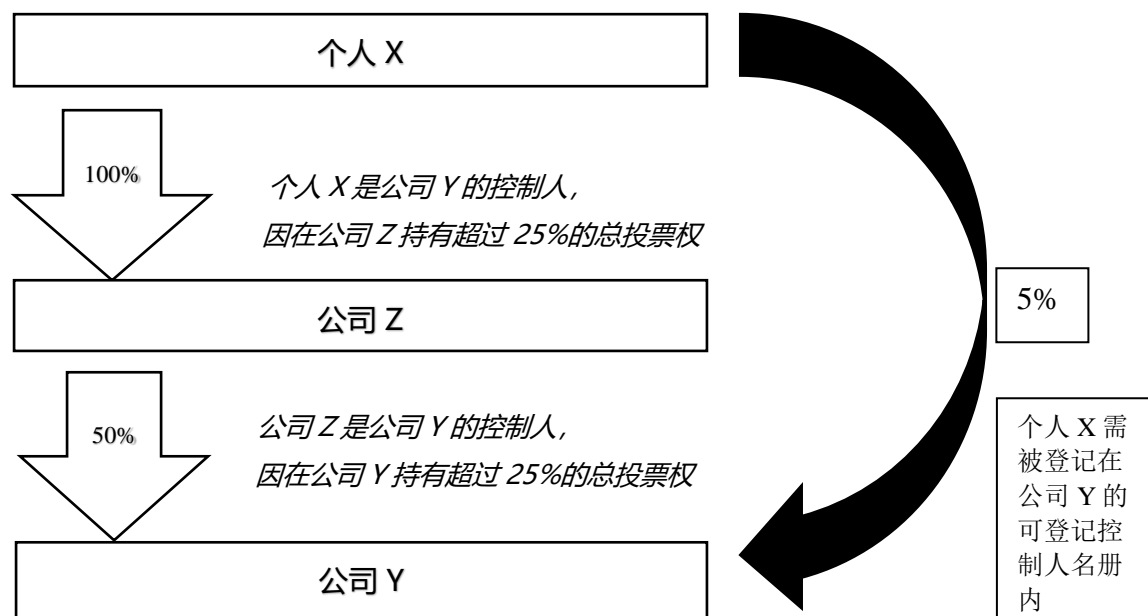 个人 X
100%
个人 X 是公司 Y 的控制人，
因在公司 Z 持有超过 25%的总投票权
公司 Z
5%
50%
公司 Z 是公司 Y 的控制人，
因在公司 Y 持有超过 25%的总投票权
个人 X 需
被登记在
公司 Y 的
可登记控
制人名册
内
公司 Y